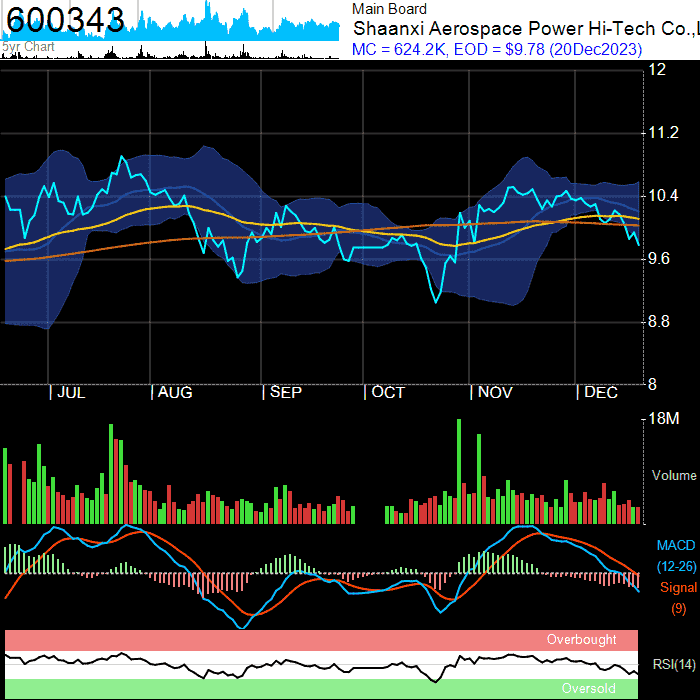 600343
Main Board
Shaanxi Aerospace Power Hi-Tech Co.,L
5yr Chart
MC = 624.2K, EOD = $9.78 (20Dec2023)
12
11.2
10.4
9.6
8.8
8
| JUL | AUG | SEP | OCT | NOV | DEC
18M
Volume
MACD
(12-26)
Signal
(9)
Overbought
RSI(14)
Oversold